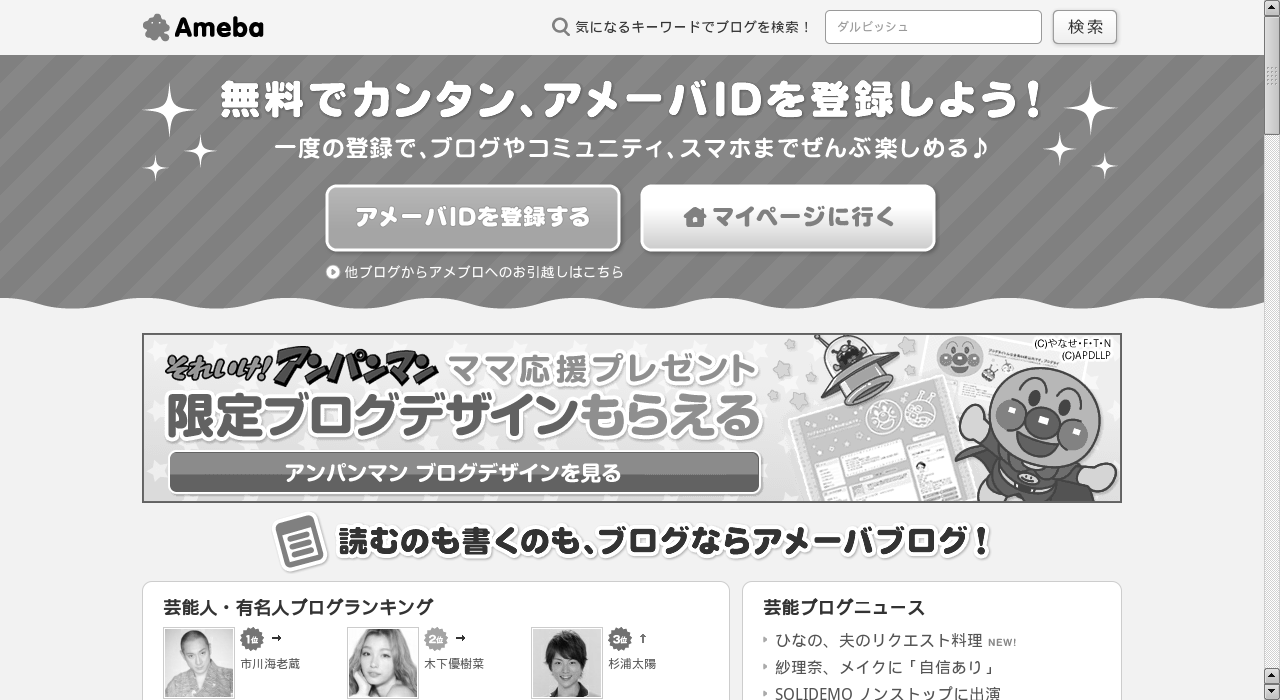 Ameba
気になるキーワードでブログを検索！
ダルビッシュ
検索
無料でカンタン、アメーバIDを登録しよう！
一度の登録で、ブログやコミュニティ、スマホまでぜんぶ楽しめる♪
アメーバIDを登録する
マイページに行く
他ブログからアメブロへのお引越しはこちら
(C)やなせ・F・T・N
(C)APDLLP
それいけ！アンパンマン ママ応援プレゼント
限定ブログデザインもらえる
アンパンマン ブログデザインを見る
読むのも書くのも、ブログならアメーバブログ！
芸能人・有名人ブログランキング
1位 →
市川海老蔵
2位 →
木下優樹菜
3位 ↑
杉浦太陽
芸能ブログニュース
ひなの、夫のリクエスト料理 NEW!
紗理奈、メイクに「自信あり」
SOLIDEMO ノンストップに出演